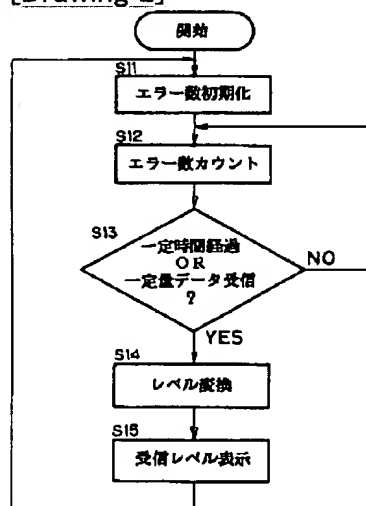 開始
S11
エラー数初期化
S12
エラー数カウント
S13
一定時間経過
OR
一定量データ受信
?
NO
YES
S14
レベル変換
S15
受信レベル表示